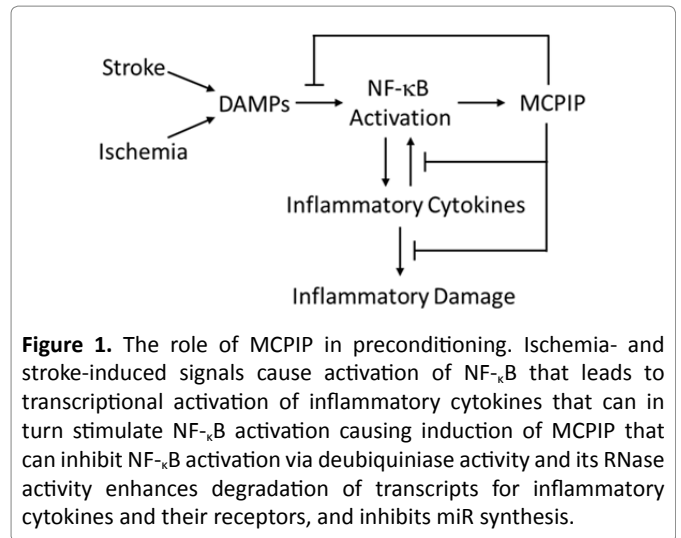 Stroke
Ischemia
DAMPs
NF-κB
Activation
MCPIP
Inflammatory Cytokines
Inflammatory Damage
Figure 1. The role of MCPIP in preconditioning. Ischemia- and
stroke-induced signals cause activation of NF-κB that leads to
transcriptional activation of inflammatory cytokines that can in
turn stimulate NF-κB activation causing induction of MCPIP that
can inhibit NF-κB activation via deubiquiniase activity and its RNase
activity enhances degradation of transcripts for inflammatory
cytokines and their receptors, and inhibits miR synthesis.